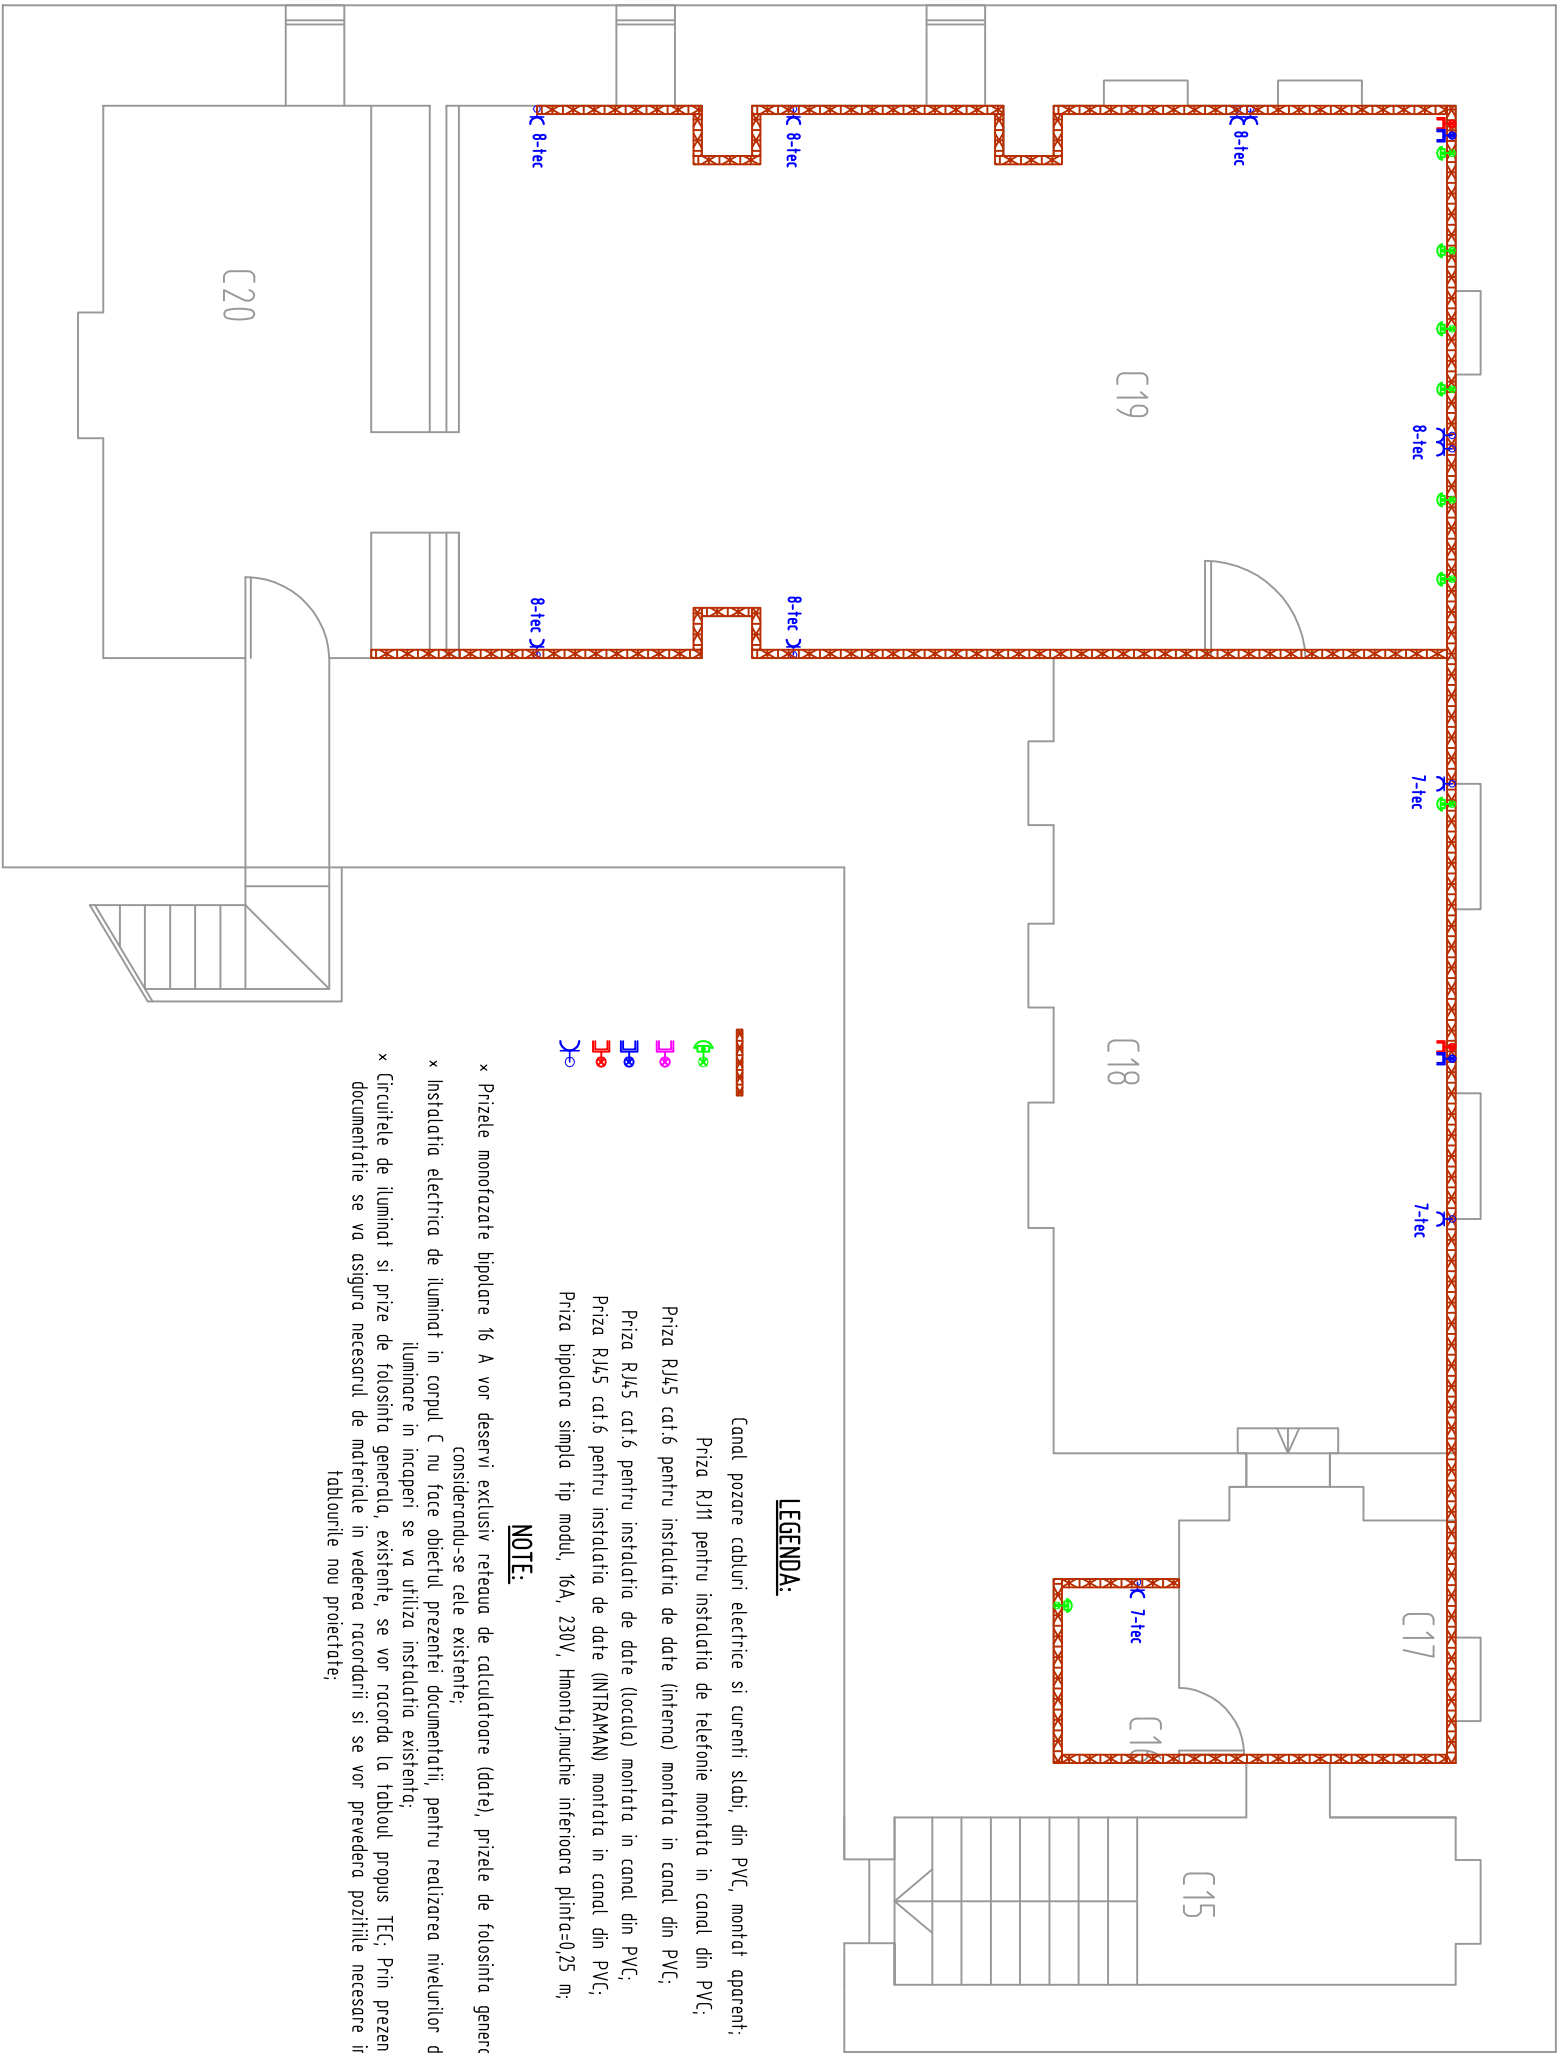 8-tec
8-tec
8-tec
C20
C19
8-tec
8-tec
8-tec
7-tec
C18
7-tec
7-tec
C17
C16
C15
LEGENDA:
Canal pozare cabluri electrice si curenti slabi, din PVC, montat aparent;
Priza RJ11 pentru instalatia de telefonie montata in canal din PVC;
Priza RJ45 cat.6 pentru instalatia de date (interna) montata in canal din PVC;
Priza RJ45 cat.6 pentru instalatia de date (locala) montata in canal din PVC;
Priza RJ45 cat.6 pentru instalatia de date (INTRAMAN) montata in canal din PVC;
Priza bipolara simpla tip modul, 16A, 230V, Hmontaj.muchie inferioara plinta=0,25 m;
NOTE:
x Prizele monofazate bipolare 16 A vor deservi exclusiv reteaua de calculatoare (date), prizele de folosinta genera
considerandu-se cele existente;
x Instalatia electrica de iluminat in corpul C nu face obiectul prezentei documentatii, pentru realizarea nivelurilor d
iluminare in incaperi se va utiliza instalatia existenta;
x Circuitele de iluminat si prize de folosinta generala, existente, se vor racorda la tabloul propus TEC; Prin prezen
documentatie se va asigura necesarul de materiale in vederea racordarii si se vor prevedera pozitiile necesare in
tablourile nou proiectate;